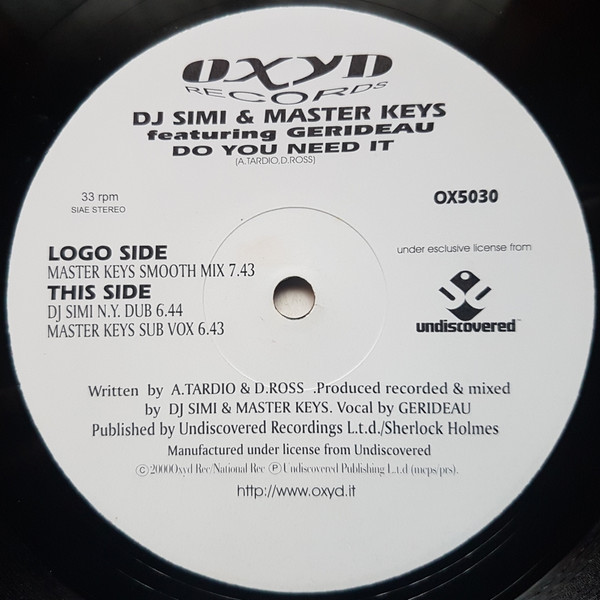 OXYD
RECORDS
DJ SIMI & MASTER KEYS
featuring GERIDEAU
DO YOU NEED IT
(A.TARDIO,D.ROSS)
33 rpm
SIAE STEREO
OX5030
LOGO SIDE
MASTER KEYS SMOOTH MIX 7.43
THIS SIDE
DJ SIMI N.Y. DUB 6.44
MASTER KEYS SUB VOX 6.43
under esclusive license from
undiscovered™
Written by A.TARDIO & D.ROSS .Produced recorded & mixed
by DJ SIMI & MASTER KEYS. Vocal by GERIDEAU
Published by Undiscovered Recordings L.t.d./Sherlock Holmes
Manufactured under license from Undiscovered
©2000Oxyd Rec/National Rec ℗Undiscovered Publishing L.t.d (mcps/prs).
http://www.oxyd.it